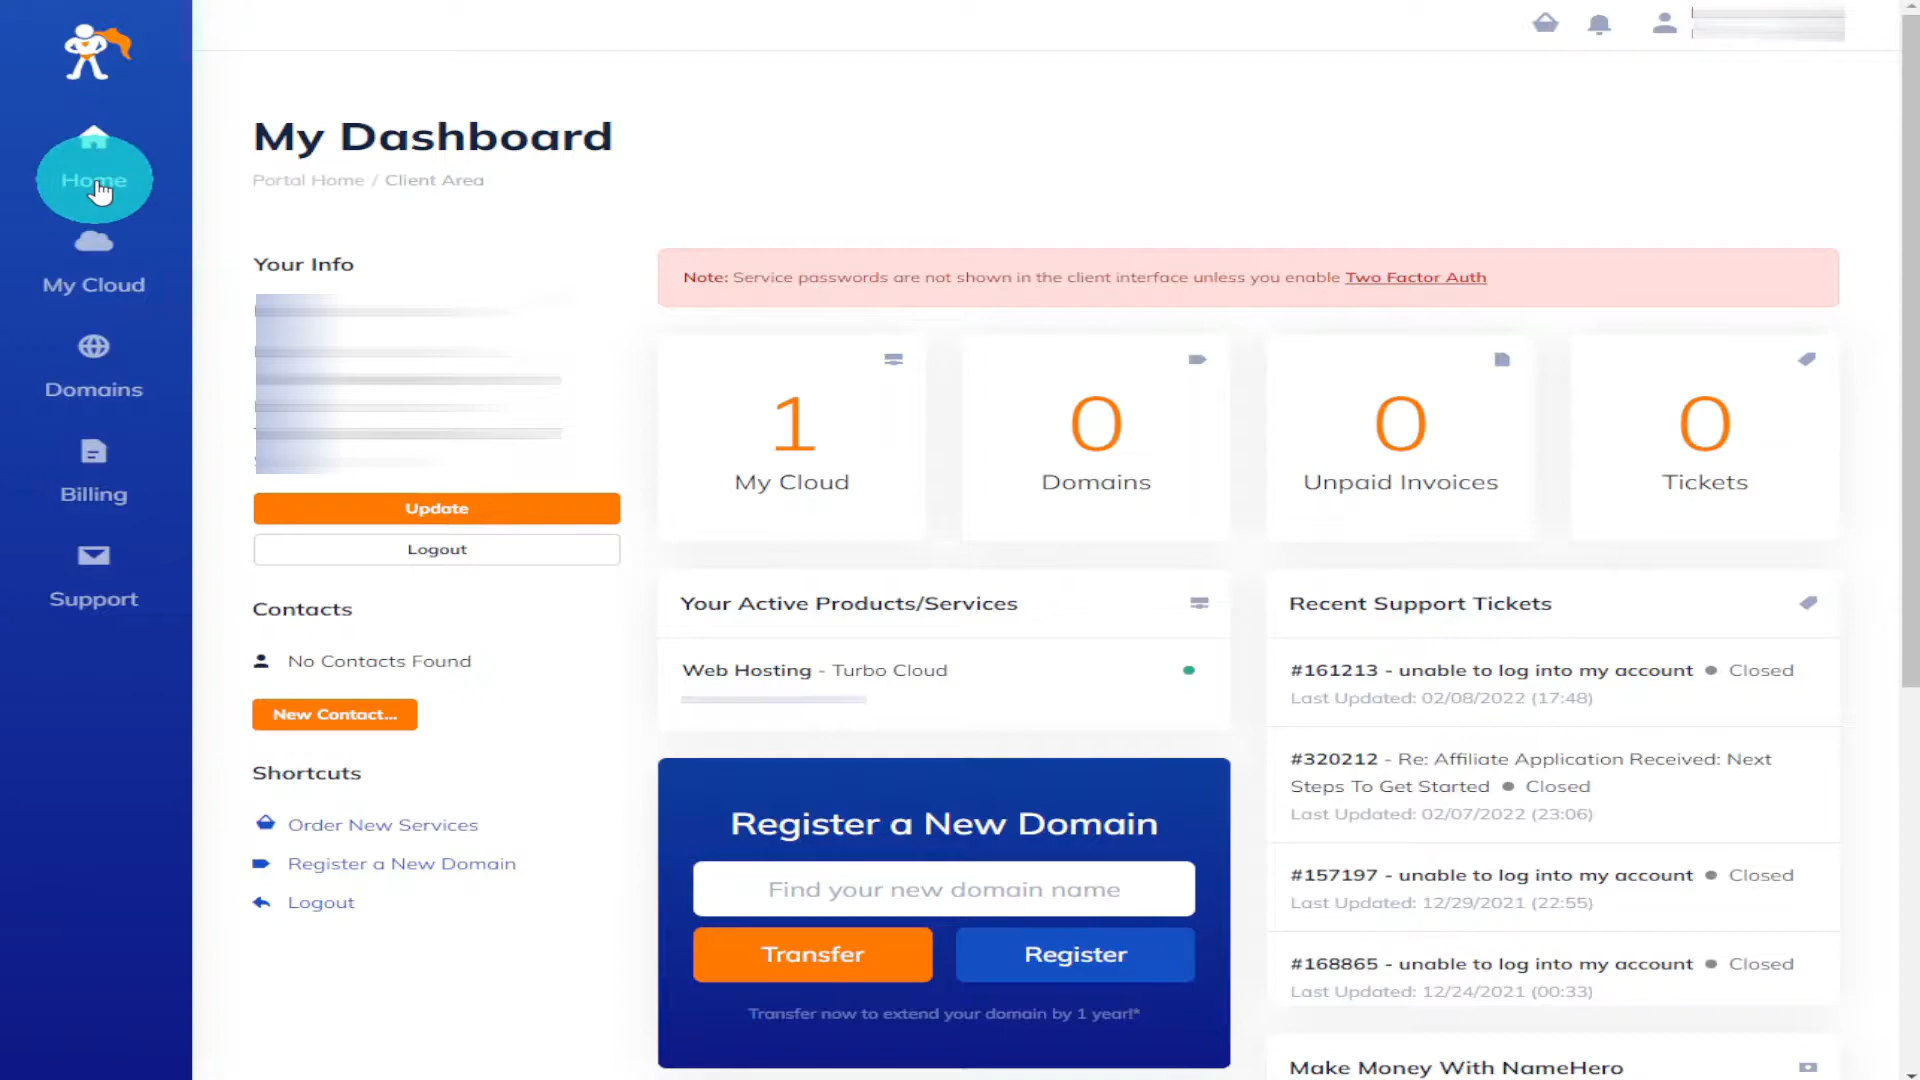 Home
My Cloud
Domains
Billing
Support
My Dashboard
Portal Home / Client Area
Your Info
Update
Logout
Contacts
No Contacts Found
New Contact...
Shortcuts
Order New Services
Register a New Domain
Logout
Note: Service passwords are not shown in the client interface unless you enable Two Factor Auth
1
My Cloud
0
Domains
0
Unpaid Invoices
0
Tickets
Your Active Products/Services
Web Hosting - Turbo Cloud
Register a New Domain
Find your new domain name
Transfer
Register
Transfer now to extend your domain by 1 year!*
Recent Support Tickets
#161213 - unable to log into my account Closed
Last Updated: 02/08/2022 (17:48)
#320212 - Re: Affiliate Application Received: Next
Steps To Get Started Closed
Last Updated: 02/07/2022 (23:06)
#157197 - unable to log into my account Closed
Last Updated: 12/29/2021 (22:55)
#168865 - unable to log into my account Closed
Last Updated: 12/24/2021 (00:33)
Make Money With NameHero